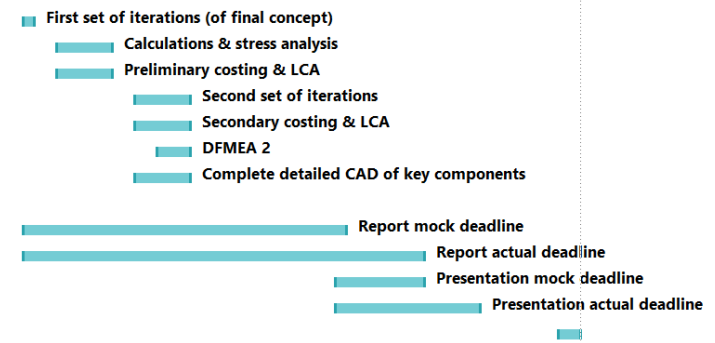 First set of iterations (of final concept)
Calculations & stress analysis
Preliminary costing & LCA
Second set of iterations
Secondary costing & LCA
DFMEA 2
Complete detailed CAD of key components
Report mock deadline
Report actual deadline
Presentation mock deadline
Presentation actual deadline